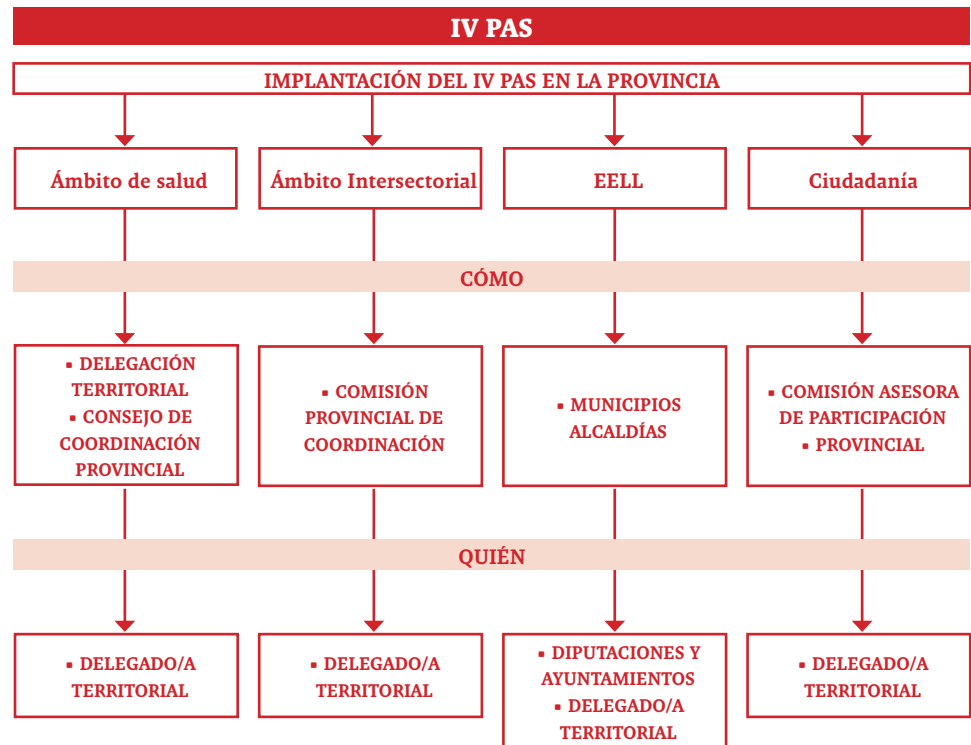 IV PAS
IMPLANTACIÓN DEL IV PAS EN LA PROVINCIA
Ámbito de salud
Ámbito Intersectorial
EELL
Ciudadanía
CÓMO
▪ DELEGACIÓN
TERRITORIAL
▪ CONSEJO DE
COORDINACIÓN
PROVINCIAL
▪ COMISIÓN
PROVINCIAL DE
COORDINACIÓN
▪ MUNICIPIOS
ALCALDÍAS
▪ COMISIÓN ASESORA
DE PARTICIPACIÓN
▪ PROVINCIAL
QUIÉN
▪ DELEGADO/A
TERRITORIAL
▪ DELEGADO/A
TERRITORIAL
▪ DIPUTACIONES Y
AYUNTAMIENTOS
▪ DELEGADO/A
TERRITORIAL
▪ DELEGADO/A
TERRITORIAL